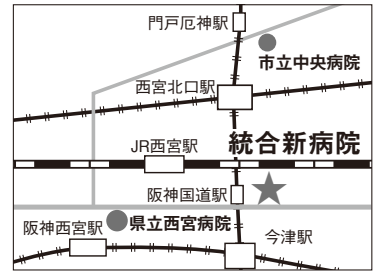 門戸厄神駅
市立中央病院
西宮北口駅
統合新病院
JR西宮駅
阪神国道駅
県立西宮病院
阪神西宮駅
今津駅